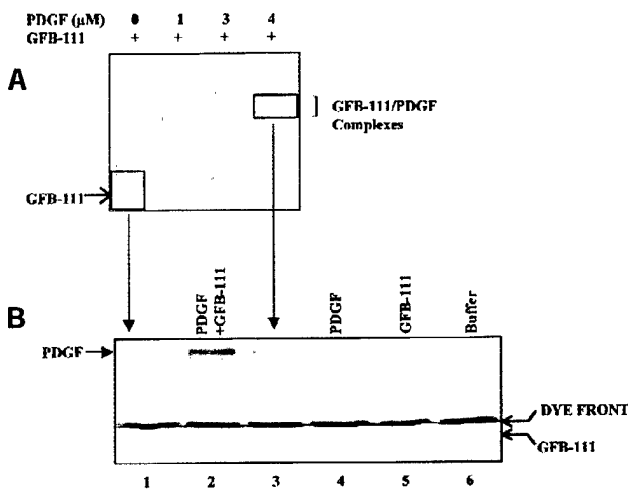 PDGF (µM) 0 1 3 4
GFB-111 + + + +
A
GFB-111/PDGF
Complexes
GFB-111
B
PDGF
+GFB-111
PDGF
GFB-111
Buffer
PDGF
DYE FRONT
GFB-111
1 2 3 4 5 6